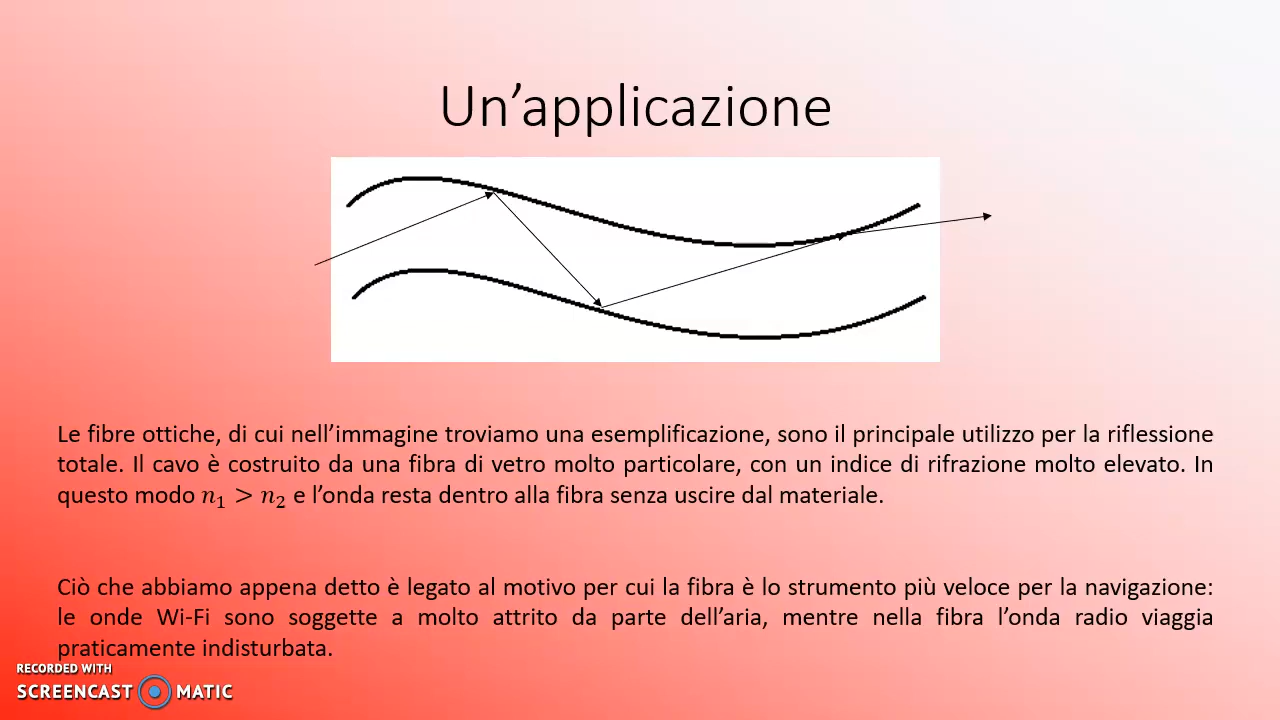 Un’applicazione
Le fibre ottiche, di cui nell’immagine troviamo una esemplificazione, sono il principale utilizzo per la riflessione
totale. Il cavo è costruito da una fibra di vetro molto particolare, con un indice di rifrazione molto elevato. In
questo modo n₁ > n₂ e l’onda resta dentro alla fibra senza uscire dal materiale.
Ciò che abbiamo appena detto è legato al motivo per cui la fibra è lo strumento più veloce per la navigazione:
le onde Wi-Fi sono soggette a molto attrito da parte dell’aria, mentre nella fibra l’onda radio viaggia
praticamente indisturbata.
RECORDED WITH
SCREENCAST MATIC